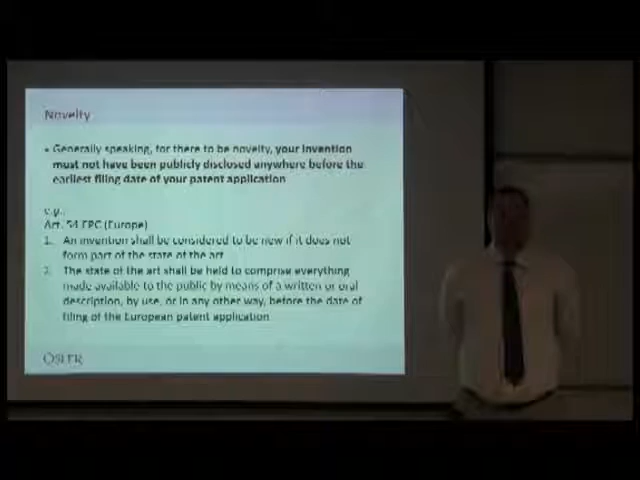 Novelty
• Generally speaking, for there to be novelty, your invention
must not have been publicly disclosed anywhere before the
earliest filing date of your patent application
e.g.,
Art. 54 EPC (Europe)
1. An invention shall be considered to be new if it does not
form part of the state of the art
2. The state of the art shall be held to comprise everything
made available to the public by means of a written or oral
description, by use, or in any other way, before the date of
filing of the European patent application
OSLER